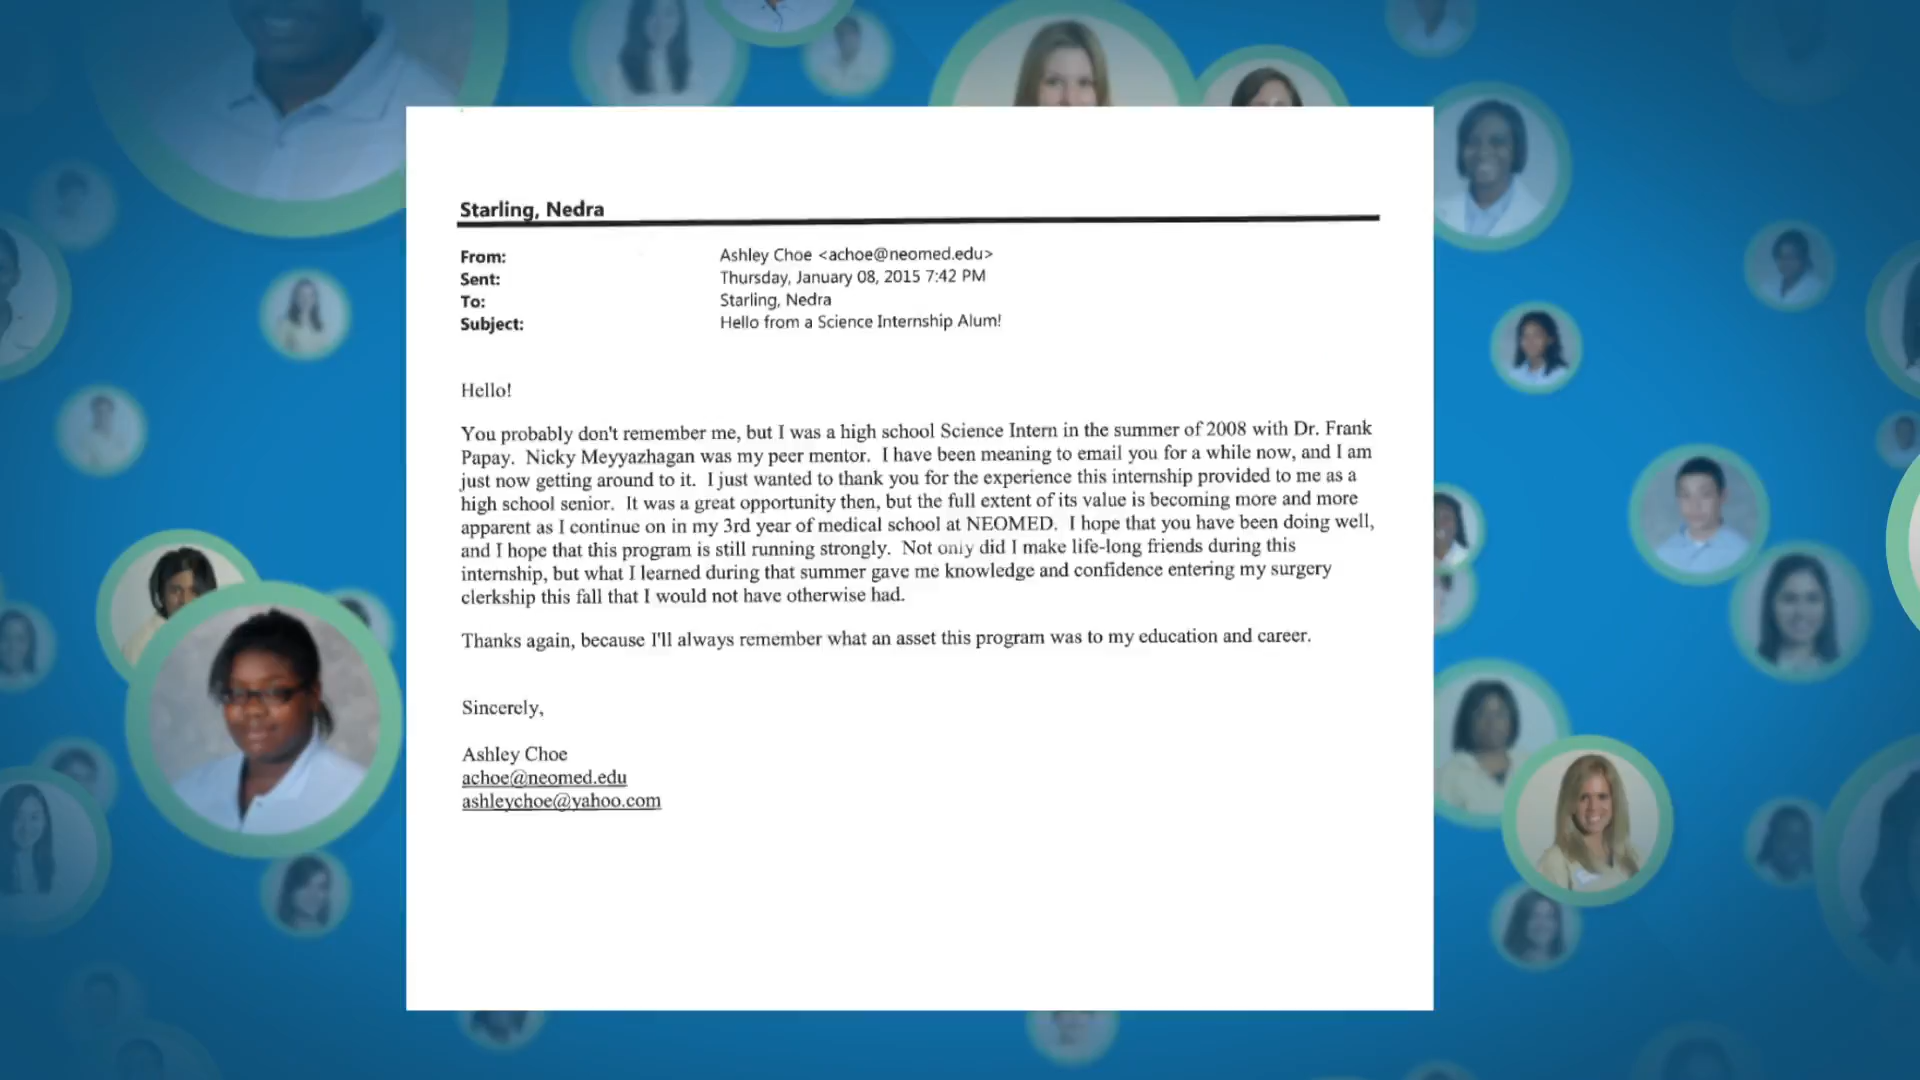 Starling, Nedra
From: Ashley Choe <achoe@neomed.edu>
Sent: Thursday, January 08, 2015 7:42 PM
To: Starling, Nedra
Subject: Hello from a Science Internship Alum!
Hello!
You probably don't remember me, but I was a high school Science Intern in the summer of 2008 with Dr. Frank
Papay.  Nicky Meyyazhagan was my peer mentor.  I have been meaning to email you for a while now, and I am
just now getting around to it.  I just wanted to thank you for the experience this internship provided to me as a
high school senior.  It was a great opportunity then, but the full extent of its value is becoming more and more
apparent as I continue on in my 3rd year of medical school at NEOMED.  I hope that you have been doing well,
and I hope that this program is still running strongly.  Not only did I make life-long friends during this
internship, but what I learned during that summer gave me knowledge and confidence entering my surgery
clerkship this fall that I would not have otherwise had.
Thanks again, because I'll always remember what an asset this program was to my education and career.
Sincerely,
Ashley Choe
achoe@neomed.edu
ashleychoe@yahoo.com